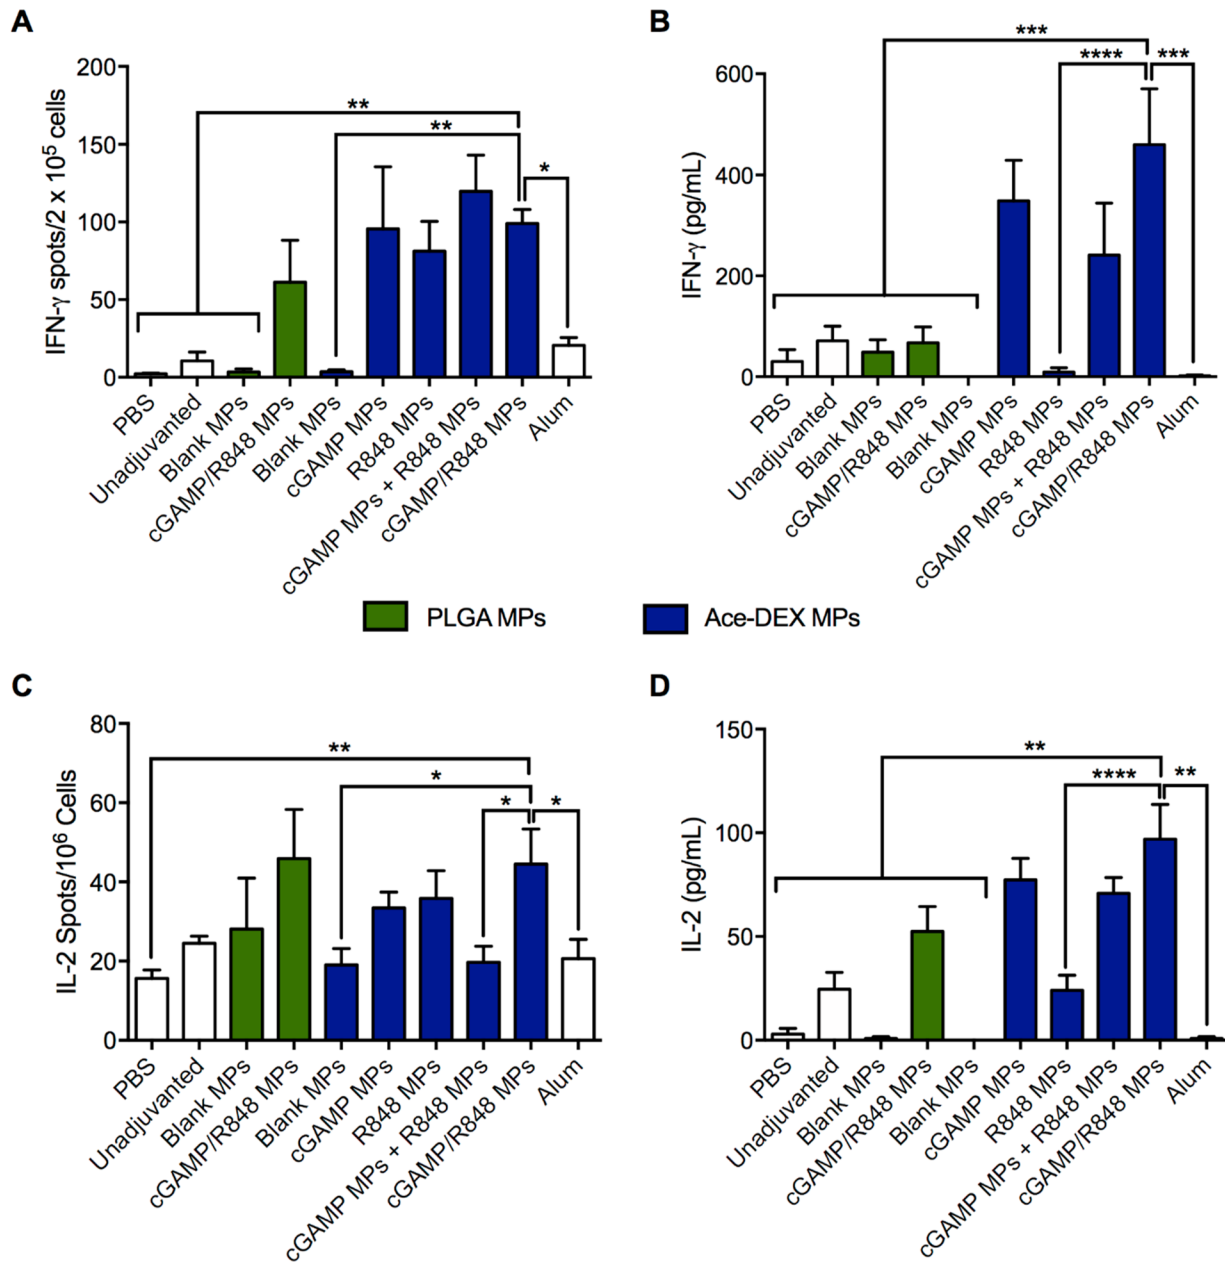 A
IFN-γ spots/2 x 10⁵ cells
200
150
100
50
0
**
**
*
PBS
Unadjuvanted
Blank MPs
cGAMP/R848 MPs
Blank MPs
cGAMP MPs
R848 MPs
cGAMP MPs + R848 MPs
cGAMP/R848 MPs
Alum
B
IFN-γ (pg/mL)
600
400
200
0
***
****
***
PBS
Unadjuvanted
Blank MPs
cGAMP/R848 MPs
Blank MPs
cGAMP MPs
R848 MPs
cGAMP MPs + R848 MPs
cGAMP/R848 MPs
Alum
PLGA MPs
Ace-DEX MPs
C
IL-2 Spots/10⁶ Cells
80
60
40
20
0
**
*
*
*
PBS
Unadjuvanted
Blank MPs
cGAMP/R848 MPs
Blank MPs
cGAMP MPs
R848 MPs
cGAMP MPs + R848 MPs
cGAMP/R848 MPs
Alum
D
IL-2 (pg/mL)
150
100
50
0
**
****
**
PBS
Unadjuvanted
Blank MPs
cGAMP/R848 MPs
Blank MPs
cGAMP MPs
R848 MPs
cGAMP MPs + R848 MPs
cGAMP/R848 MPs
Alum